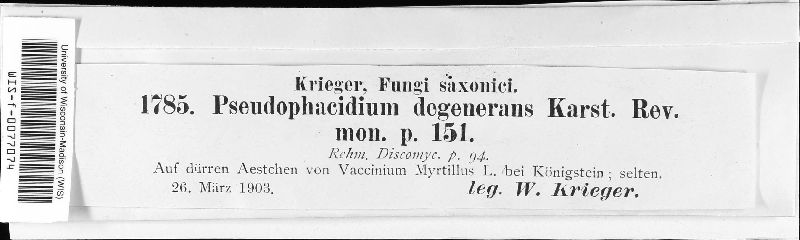 University of Wisconsin-Madison (WIS)
WIS-f-0077074
Krieger, Fungi saxonici.
1785. Pseudophacidium degenerans Karst. Rev.
mon. p. 151.
Rehm, Discomyc. p. 94.
Auf dürren Aestchen von Vaccinium Myrtillus L. bei Königstein; selten.
26. März 1903. leg. W. Krieger.